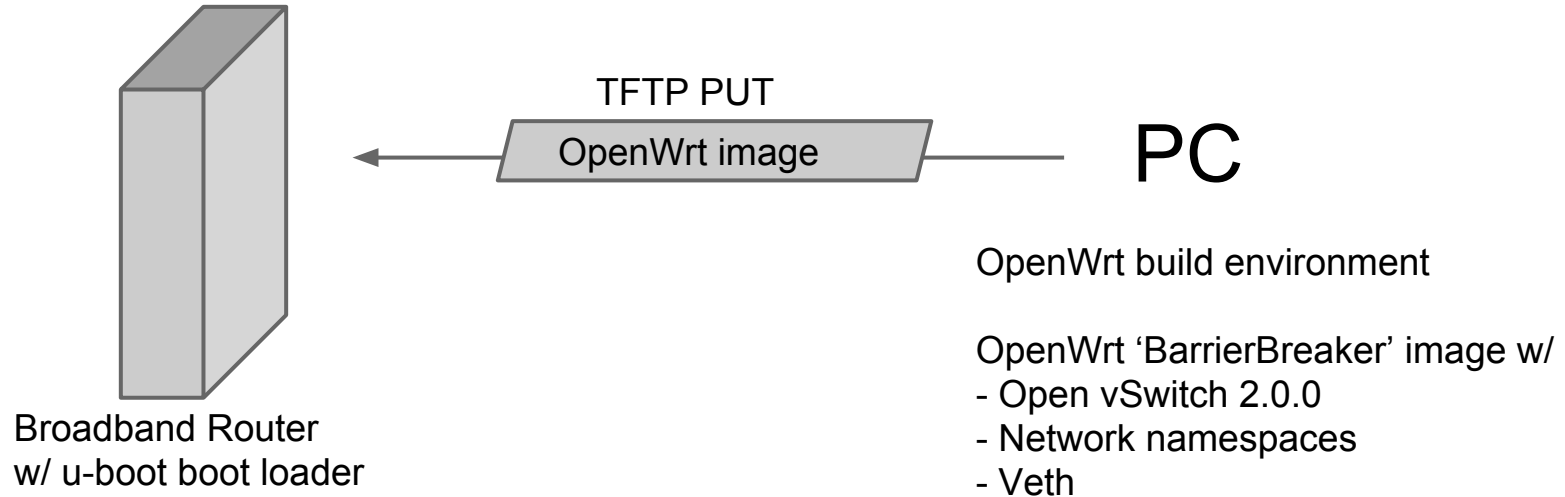 TFTP PUT
OpenWrt image
PC
OpenWrt build environment
OpenWrt ‘BarrierBreaker’ image w/
- Open vSwitch 2.0.0
- Network namespaces
- Veth
Broadband Router
w/ u-boot boot loader